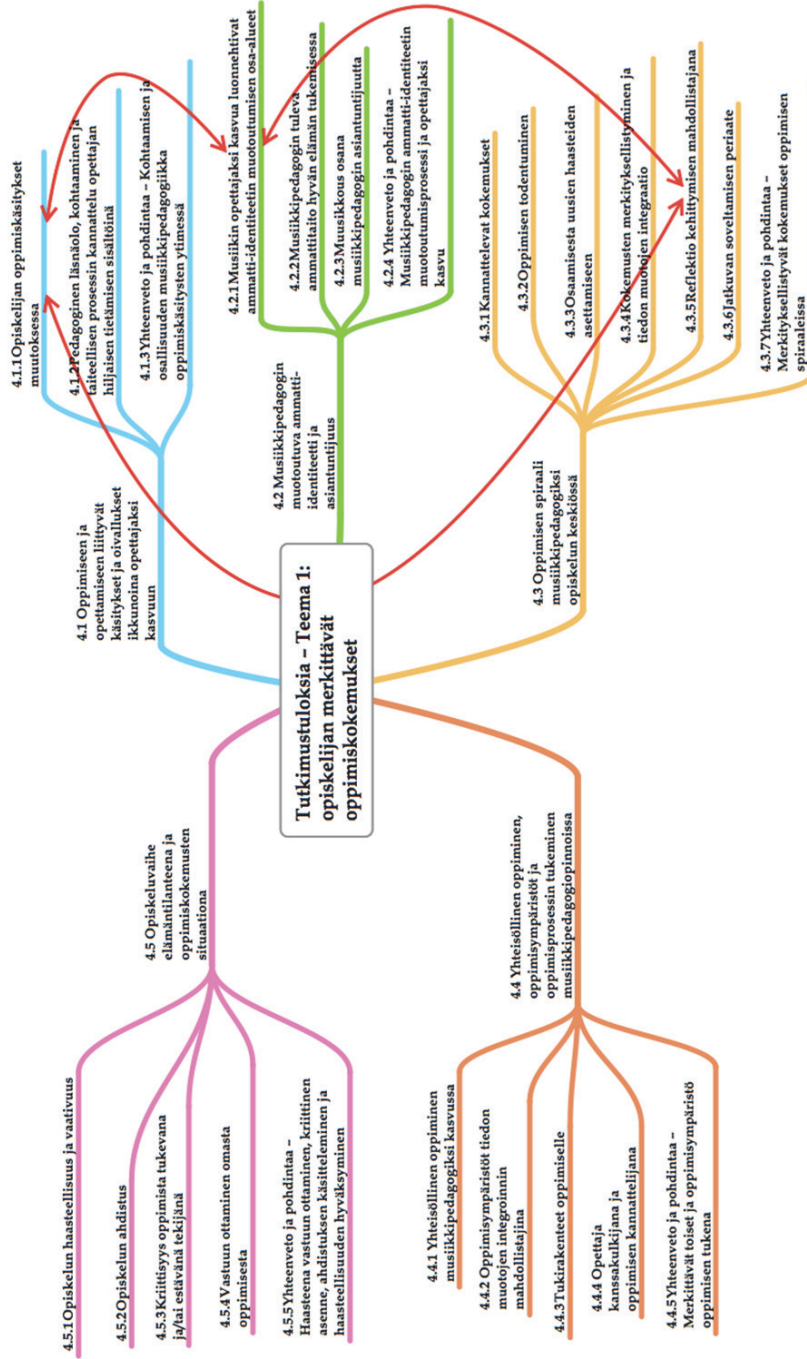 Tutkimustuloksia – Teema 1:
opiskelijan merkittävät
oppimiskokemukset
4.1 Oppimiseen ja
opettamiseen liittyvät
käsitykset ja oivallukset
ikkunoina opettajaksi
kasvuun
4.1.1 Opiskelijan oppimiskäsitykset
muutoksessa
4.1.2 Pedagoginen läsnäolo, kohtaaminen ja
taiteellisen prosessin kannattelu opettajan
hiljaisen tietämisen sisältöinä
4.1.3 Yhteenveto ja pohdintaa – Kohtaamisen ja
osallisuuden musiikkipedagogiikka
oppimiskäsitysten ytimessä
4.2 Musiikkipedagogin
muotoutuva ammatti-
identiteetti ja
asiantuntijuus
4.2.1 Musiikin opettajaksi kasvua luonnehtivat
ammatti-identiteetin muotoutumisen osa-alueet
4.2.2 Musiikkipedagogin tuleva
ammattitaito hyvän elämän tukemisessa
4.2.3 Muusikkous osana
musiikkipedagogin asiantuntijuutta
4.2.4 Yhteenveto ja pohdintaa –
Musiikkipedagogin ammatti-identiteetin
muotoutumisprosessi ja opettajaksi
kasvu
4.3 Oppimisen spiraali
musiikkipedagogiksi
opiskelun keskiössä
4.3.1 Kannattelevat kokemukset
4.3.2 Oppimisen todentuminen
4.3.3 Osaamisesta uusien haasteiden
asettamiseen
4.3.4 Kokemusten merkityksellistyminen ja
tiedon muotojen integraatio
4.3.5 Reflektio kehittymisen mahdollistajana
4.3.6 Jatkuvan soveltamisen periaate
4.3.7 Yhteenveto ja pohdintaa –
Merkityksellistyvät kokemukset oppimisen
spiraaleissa
4.4 Yhteisöllinen oppiminen,
oppimisympäristöt ja
oppimisprosessin tukeminen
musiikkipedagogiopinnoissa
4.4.1 Yhteisöllinen oppiminen
musiikkipedagogiksi kasvussa
4.4.2 Oppimisympäristöt tiedon
muotojen integroinnin
mahdollistajina
4.4.3 Tukirakenteet oppimiselle
4.4.4 Opettaja
kanssakulkijana ja
oppimisen kannattelijana
4.4.5 Yhteenveto ja pohdintaa –
Merkittävät toiset ja oppimisympäristö
oppimisen tukena
4.5 Opiskeluvaihe
elämäntilanteena ja
oppimiskokemusten
situaationa
4.5.1 Opiskelun haasteellisuus ja vaativuus
4.5.2 Opiskelun ahdistus
4.5.3 Kriittisyys oppimista tukevana
ja/tai estävänä tekijänä
4.5.4 Vastuun ottaminen omasta
oppimisesta
4.5.5 Yhteenveto ja pohdintaa –
Haasteena vastuun ottaminen, kriittinen
asenne, ahdistuksen käsitteleminen ja
haasteellisuuden hyväksyminen